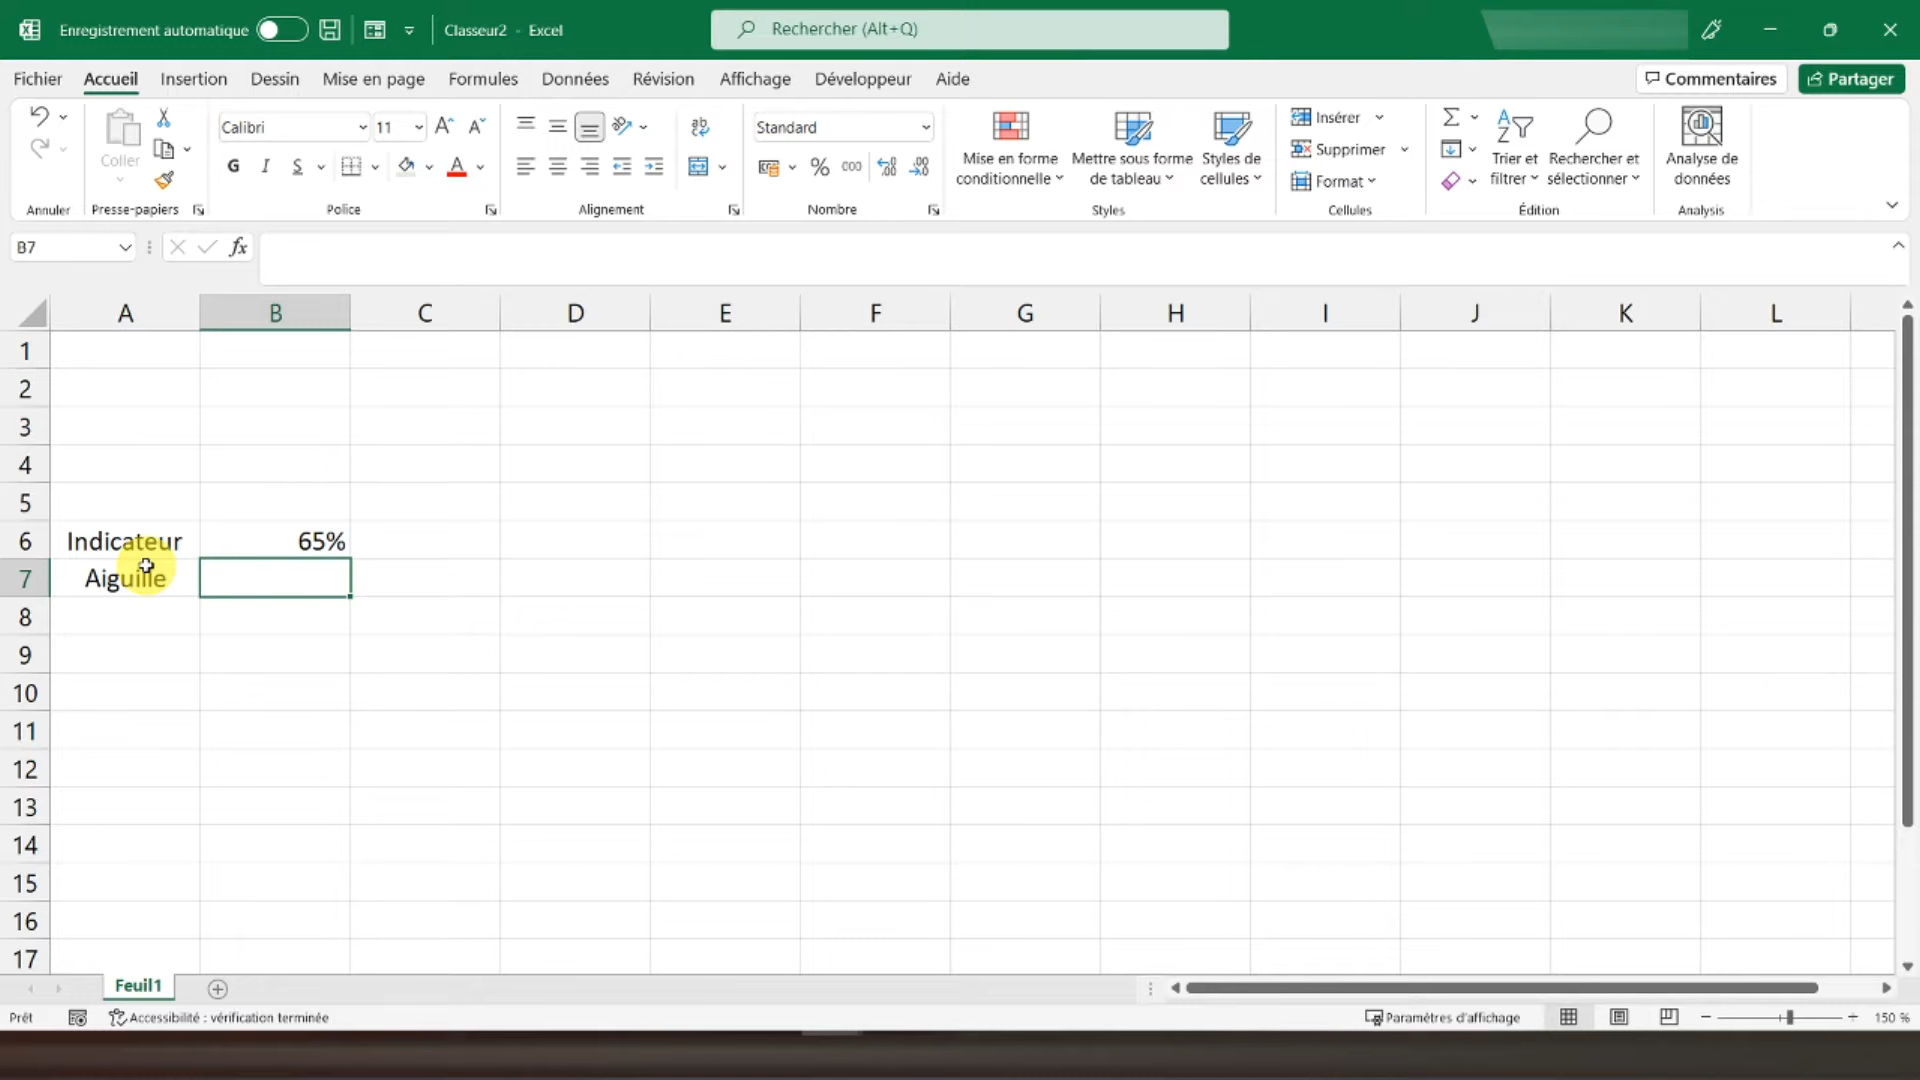 Enregistrement automatique
Classeur2 - Excel
Rechercher (Alt+Q)
Fichier Accueil Insertion Dessin Mise en page Formules Données Révision Affichage Développeur Aide
Commentaires Partager
Annuler
Coller
Presse-papiers
Calibri 11
G I S
Police
Alignement
Standard
% 000
Nombre
Mise en forme conditionnelle
Mettre sous forme de tableau
Styles de cellules
Styles
Insérer
Supprimer
Format
Cellules
Trier et filtrer
Rechercher et sélectionner
Édition
Analyse de données
Analysis
B7 fx
A B C D E F G H I J K L
1
2
3
4
5
6 Indicateur 65%
7 Aiguille
8
9
10
11
12
13
14
15
16
17
Feuil1
Prêt Accessibilité : vérification terminée Paramètres d'affichage 150 %